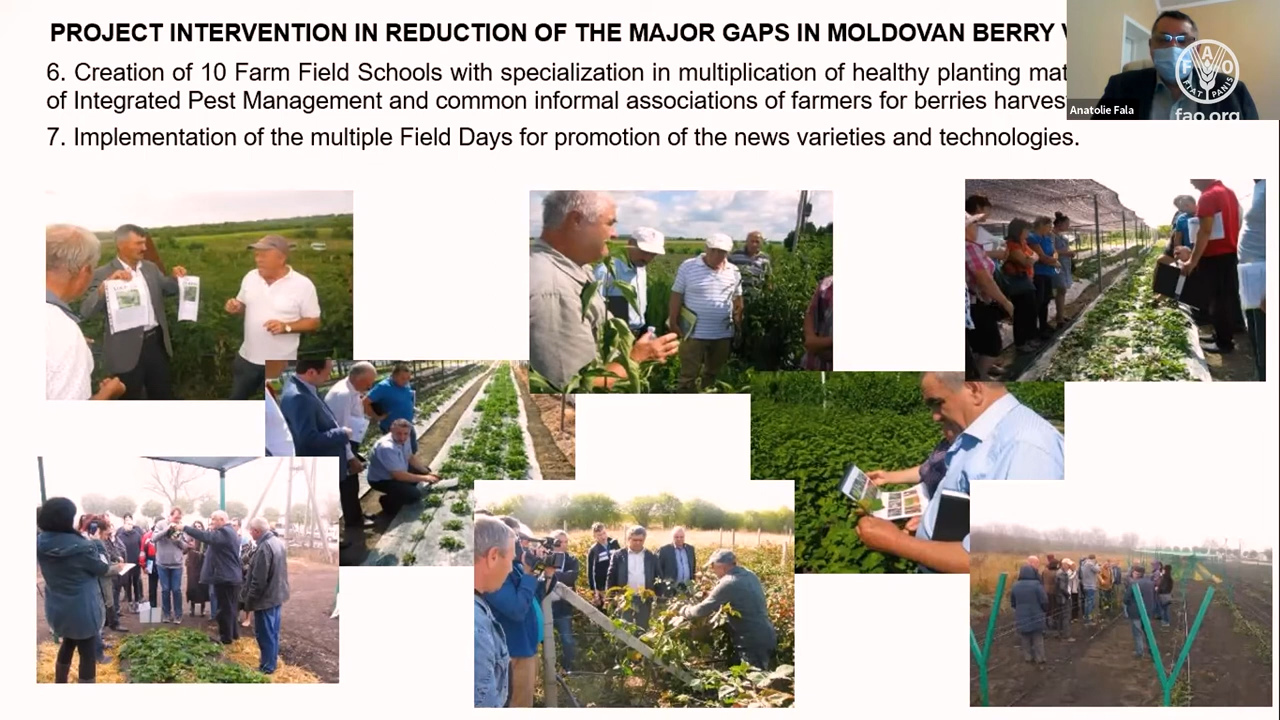 PROJECT INTERVENTION IN REDUCTION OF THE MAJOR GAPS IN MOLDOVAN BERRY
6. Creation of 10 Farm Field Schools with specialization in multiplication of healthy planting mat
of Integrated Pest Management and common informal associations of farmers for berries harves
7. Implementation of the multiple Field Days for promotion of the news varieties and technologies.
Anatolie Fala
F A O
FIAT PANIS
fao.org